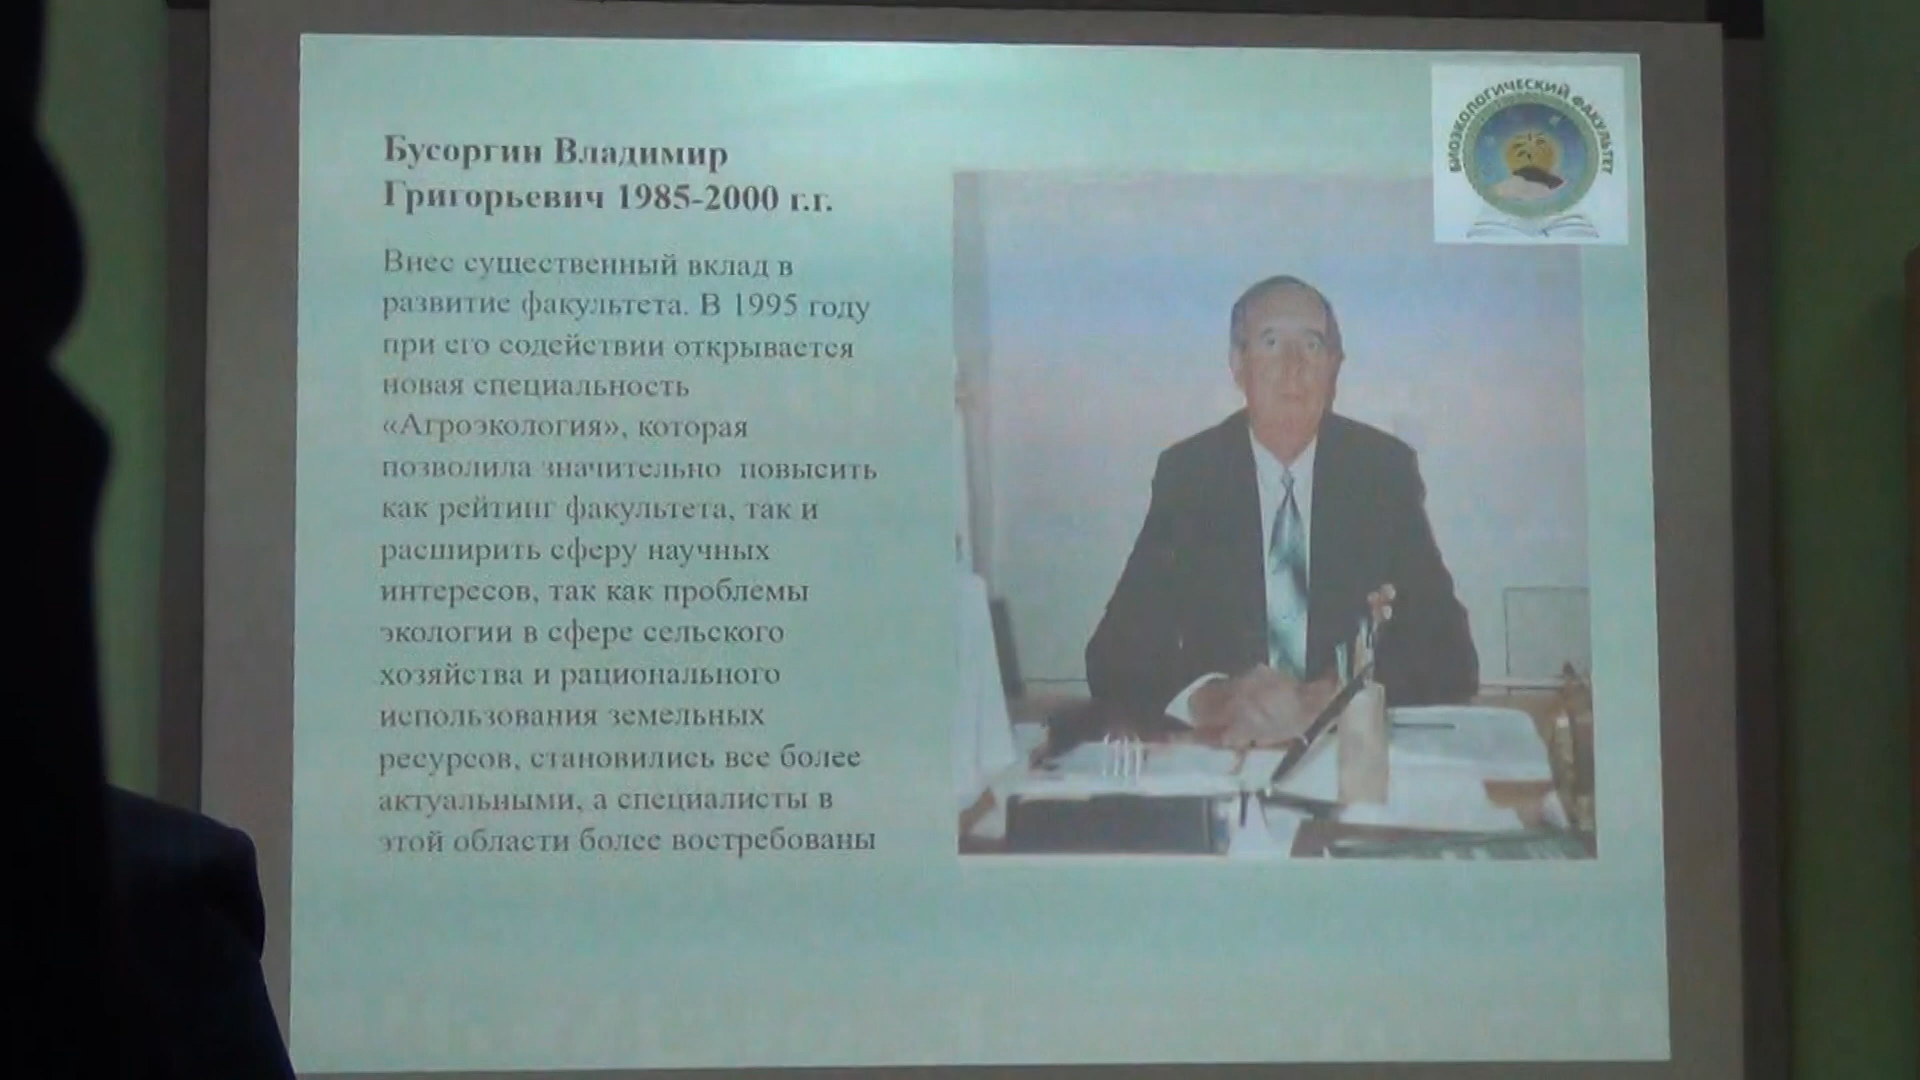 БИОЭКОЛОГИЧЕСКИЙ ФАКУЛЬТЕТ
Бусоргин Владимир
Григорьевич 1985-2000 г.г.
Внес существенный вклад в
развитие факультета. В 1995 году
при его содействии открывается
новая специальность
«Агроэкология», которая
позволила значительно повысить
как рейтинг факультета, так и
расширить сферу научных
интересов, так как проблемы
экологии в сфере сельского
хозяйства и рационального
использования земельных
ресурсов, становились все более
актуальными, а специалисты в
этой области более востребованы